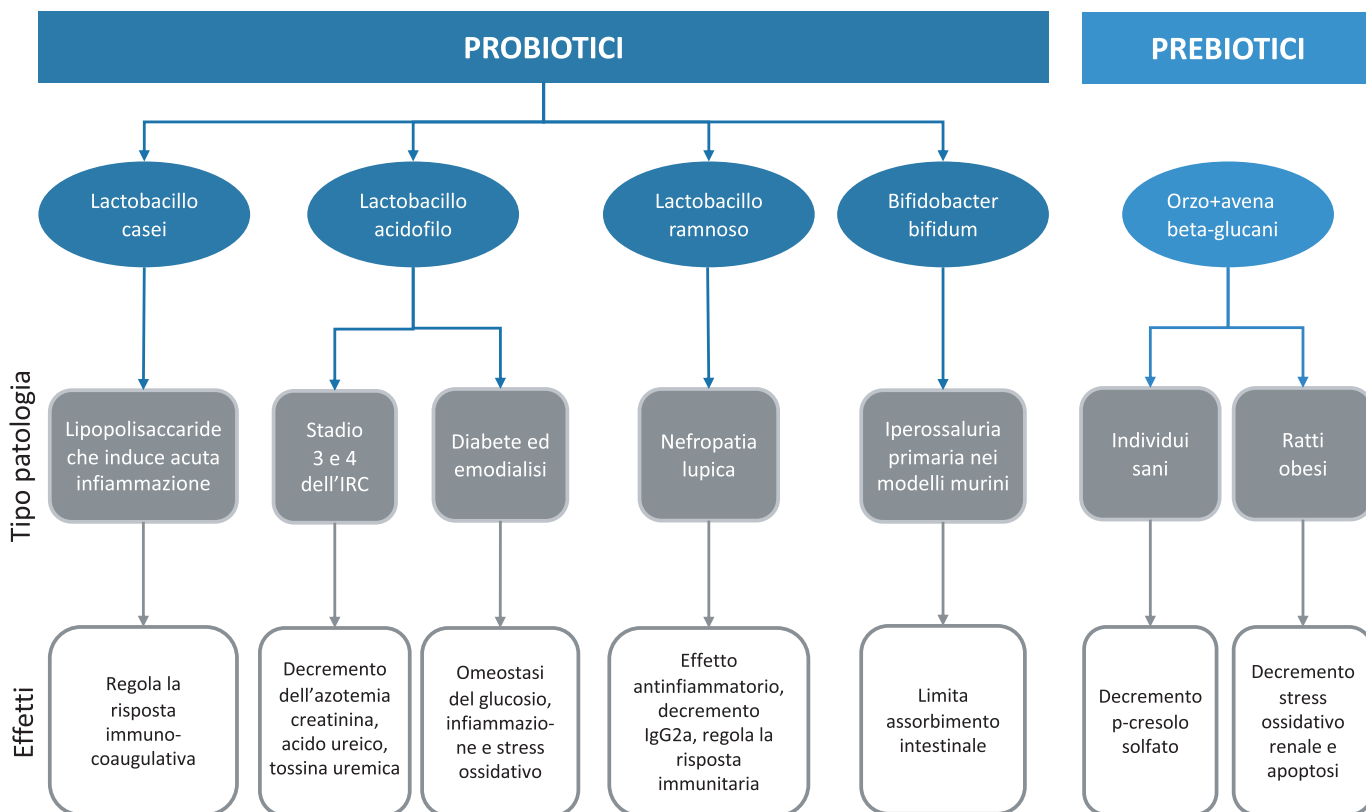 PROBIOTICI
PREBIOTICI
Lactobacillo
casei
Lactobacillo
acidofilo
Lactobacillo
ramnoso
Bifidobacter
bifidum
Orzo+avena
beta-glucani
Tipo patologia
Lipopolisaccaride
che induce acuta
infiammazione
Stadio
3 e 4
dell’IRC
Diabete ed
emodialisi
Nefropatia
lupica
Iperossaluria
primaria nei
modelli murini
Individui
sani
Ratti
obesi
Effetti
Regola la
risposta
immuno-
coaugulativa
Decremento
dell’azotemia
creatinina,
acido ureico,
tossina uremica
Omeostasi
del glucosio,
infiammazio-
ne e stress
ossidativo
Effetto
antinfiammatorio,
decremento
IgG2a, regola la
risposta
immunitaria
Limita
assorbimento
intestinale
Decremento
p-cresolo
solfato
Decremento
stress
ossidativo
renale e
apoptosi